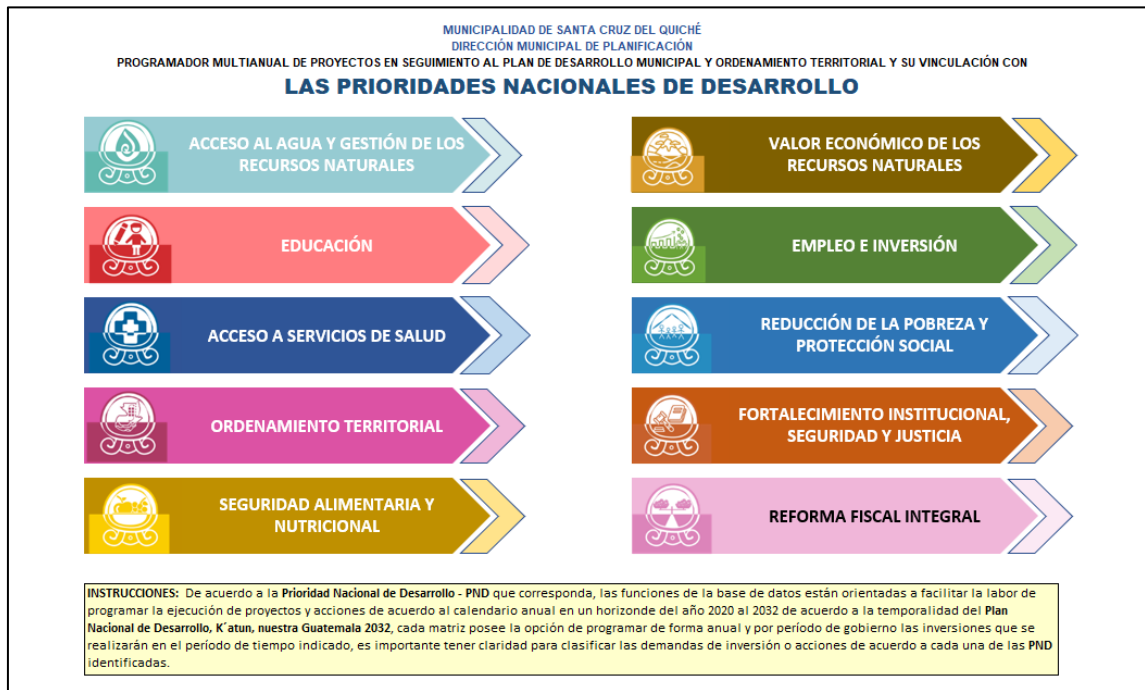 MUNICIPALIDAD DE SANTA CRUZ DEL QUICHÉ
DIRECCIÓN MUNICIPAL DE PLANIFICACIÓN
PROGRAMADOR MULTIANUAL DE PROYECTOS EN SEGUIMIENTO AL PLAN DE DESARROLLO MUNICIPAL Y ORDENAMIENTO TERRITORIAL Y SU VINCULACIÓN CON
LAS PRIORIDADES NACIONALES DE DESARROLLO
ACCESO AL AGUA Y GESTIÓN DE LOS
RECURSOS NATURALES
VALOR ECONÓMICO DE LOS
RECURSOS NATURALES
EDUCACIÓN
EMPLEO E INVERSIÓN
ACCESO A SERVICIOS DE SALUD
REDUCCIÓN DE LA POBREZA Y
PROTECCIÓN SOCIAL
ORDENAMIENTO TERRITORIAL
FORTALECIMIENTO INSTITUCIONAL,
SEGURIDAD Y JUSTICIA
SEGURIDAD ALIMENTARIA Y
NUTRICIONAL
REFORMA FISCAL INTEGRAL
INSTRUCCIONES: De acuerdo a la Prioridad Nacional de Desarrollo - PND que corresponda, las funciones de la base de datos están orientadas a facilitar la labor de
programar la ejecución de proyectos y acciones de acuerdo al calendario anual en un horizonde del año 2020 al 2032 de acuerdo a la temporalidad del Plan
Nacional de Desarrollo, K´atun, nuestra Guatemala 2032, cada matriz posee la opción de programar de forma anual y por período de gobierno las inversiones que se
realizarán en el período de tiempo indicado, es importante tener claridad para clasificar las demandas de inversión o acciones de acuerdo a cada una de las PND
identificadas.